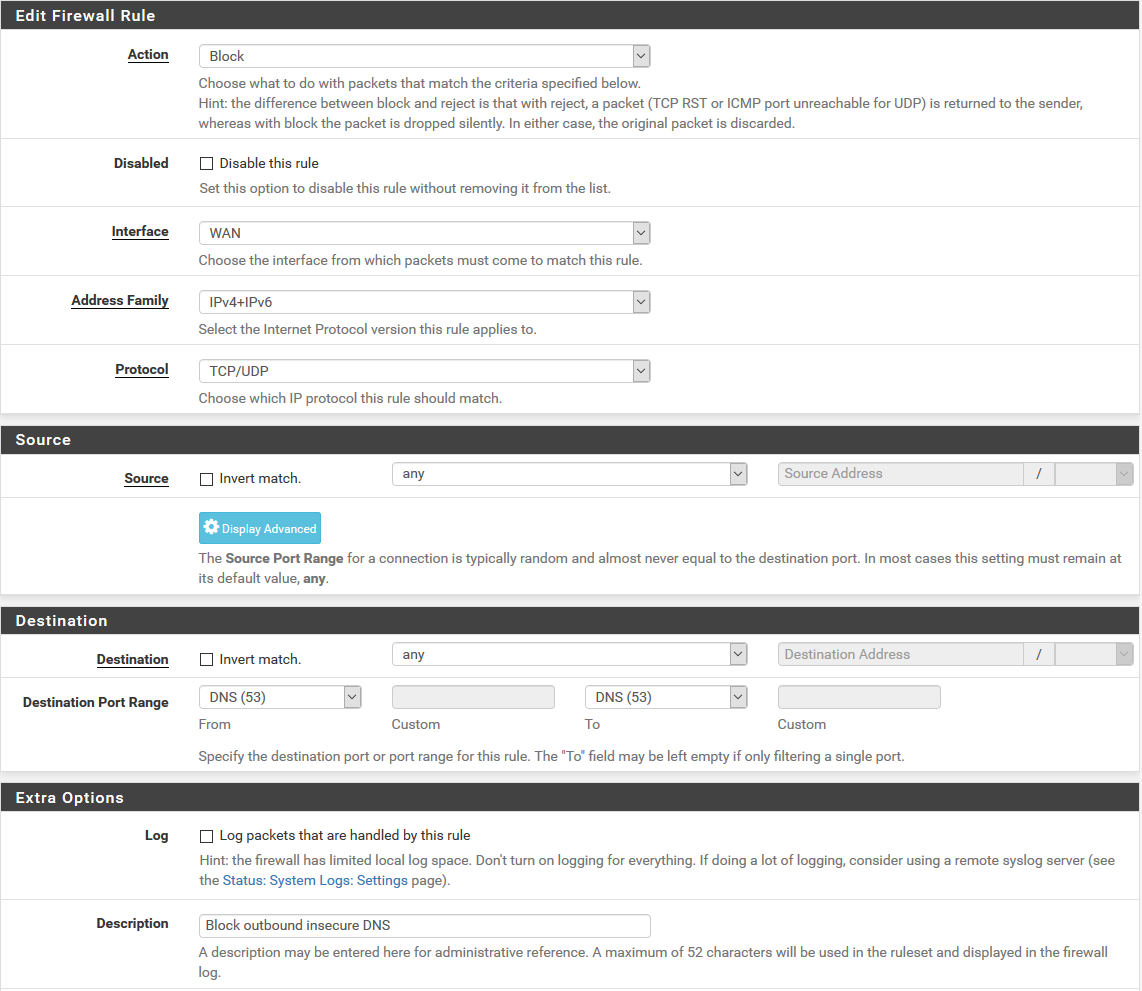 Edit Firewall Rule
Action
Block
Choose what to do with packets that match the criteria specified below.
Hint: the difference between block and reject is that with reject, a packet (TCP RST or ICMP port unreachable for UDP) is returned to the sender,
whereas with block the packet is dropped silently. In either case, the original packet is discarded.
Disabled
Disable this rule
Set this option to disable this rule without removing it from the list.
Interface
WAN
Choose the interface from which packets must come to match this rule.
Address Family
IPv4+IPv6
Select the Internet Protocol version this rule applies to.
Protocol
TCP/UDP
Choose which IP protocol this rule should match.
Source
Source
Invert match.
any
Source Address
/
Display Advanced
The Source Port Range for a connection is typically random and almost never equal to the destination port. In most cases this setting must remain at
its default value, any.
Destination
Destination
Invert match.
any
Destination Address
/
Destination Port Range
DNS (53)
DNS (53)
From
Custom
To
Custom
Specify the destination port or port range for this rule. The "To" field may be left empty if only filtering a single port.
Extra Options
Log
Log packets that are handled by this rule
Hint: the firewall has limited local log space. Don't turn on logging for everything. If doing a lot of logging, consider using a remote syslog server (see
the Status: System Logs: Settings page).
Description
Block outbound insecure DNS
A description may be entered here for administrative reference. A maximum of 52 characters will be used in the ruleset and displayed in the firewall
log.